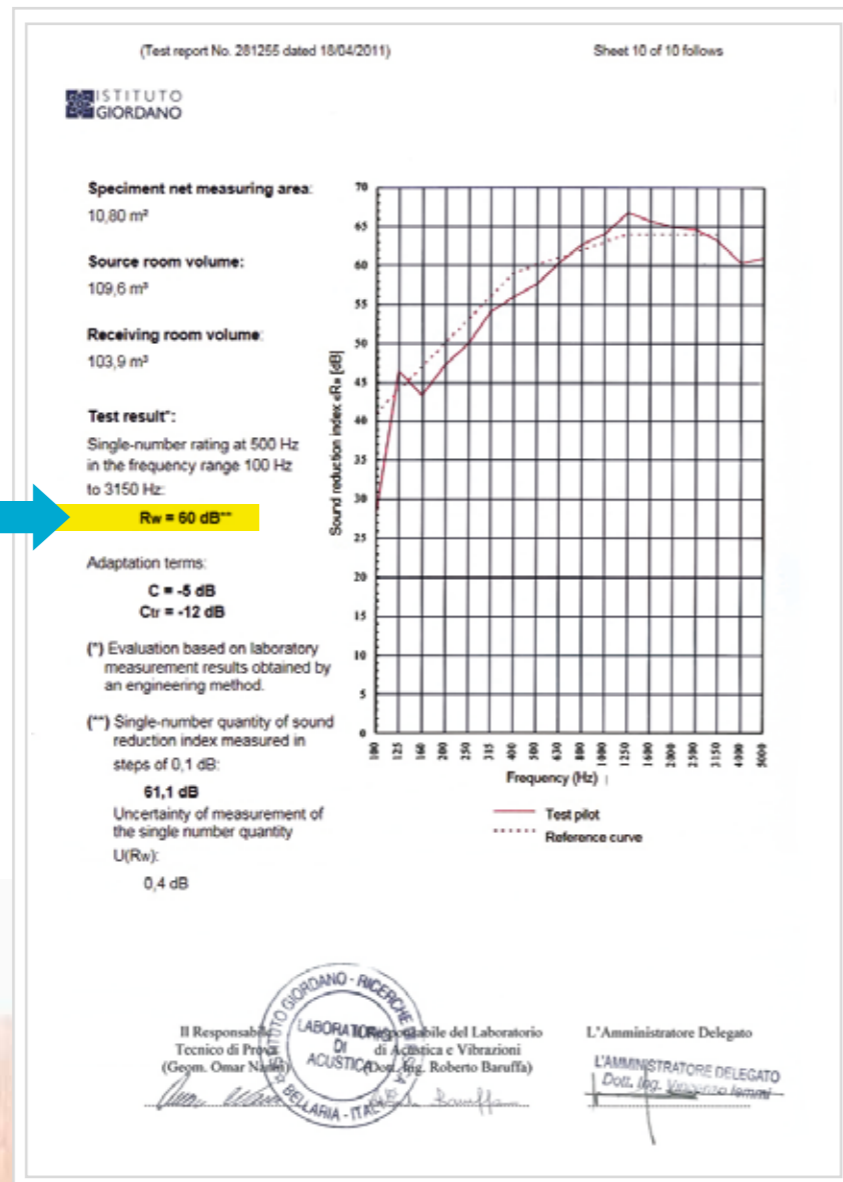 (Test report No. 281255 dated 18/04/2011)
Sheet 10 of 10 follows
ISTITUTO
GIORDANO
Speciment net measuring area:
10,80 m²
Source room volume:
109,6 m³
Receiving room volume:
103,9 m³
Test result*:
Single-number rating at 500 Hz
in the frequency range 100 Hz
to 3150 Hz:
Rw = 60 dB**
Adaptation terms:
C = -5 dB
Ctr = -12 dB
(*) Evaluation based on laboratory
measurement results obtained by
an engineering method.
(**) Single-number quantity of sound
reduction index measured in
steps of 0,1 dB:
61,1 dB
Uncertainty of measurement of
the single number quantity
U(Rw):
0,4 dB
Sound reduction index «R» [dB]
70
65
60
55
50
45
40
35
30
25
20
15
10
5
0
100 125 160 200 250 315 400 500 630 800 1000 1250 1600 2000 2500 3150 4000 5000
Frequency (Hz)
Test pilot
Reference curve
Il Responsabile
Tecnico di Prova
(Geom. Omar Nanni)
ISTITUTO GIORDANO - RICERCHE
BELLARIA - ITALY
LABORATORIO
DI
ACUSTICA
Il Responsabile del Laboratorio
di Acustica e Vibrazioni
(Dott. Ing. Roberto Baruffa)
L'Amministratore Delegato
L'AMMINISTRATORE DELEGATO
Dott. Ing. Vincenzo Iommi